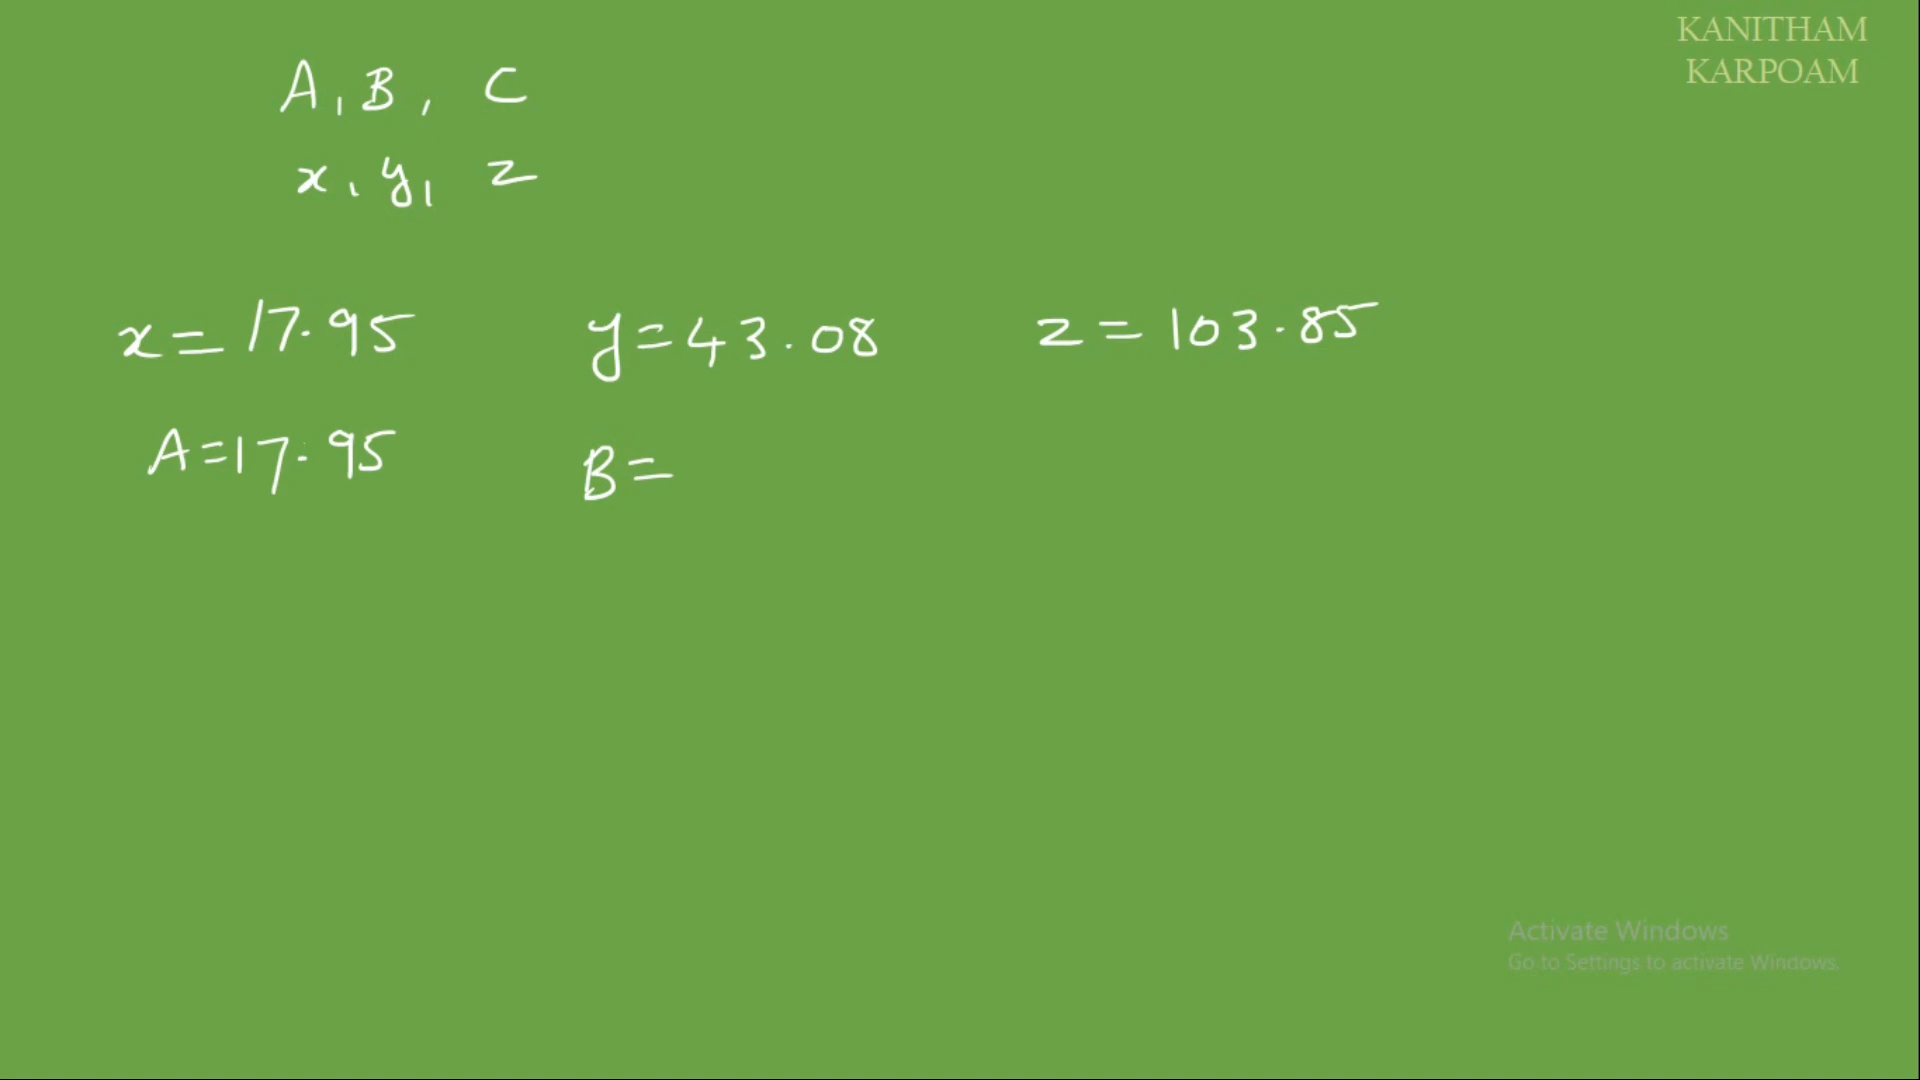 KANITHAM
KARPOAM
A, B, C
x, y, z
x = 17.95 y = 43.08 z = 103.85
A = 17.95 B =
Activate Windows
Go to Settings to activate Windows.